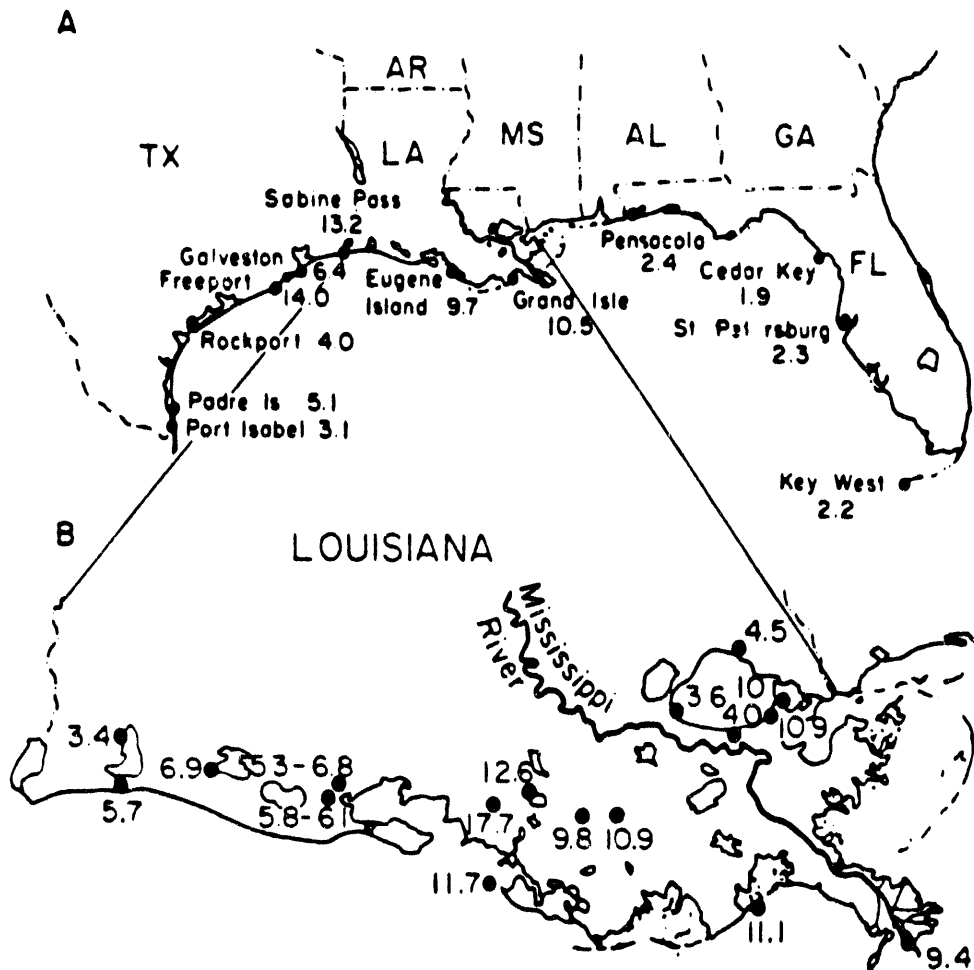 A
AR
TX
LA
MS
AL
GA
Sabine Pass
13.2
Galveston
6.4
Freeport
14.0
Eugene
Island 9.7
Grand Isle
10.5
Pensacola
2.4
Cedar Key
1.9
FL
St Petersburg
2.3
Rockport 4.0
Padre Is 5.1
Port Isabel 3.1
Key West
2.2
B
LOUISIANA
Mississippi
River
4.5
3.6
10
4.0
10.9
3.4
6.9
5.3-6.8
5.7
5.8-6.1
12.6
17.7
9.8
10.9
11.7
11.1
9.4